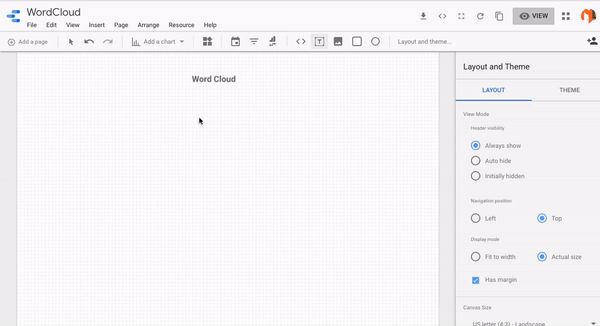 WordCloud
File Edit View Insert Page Arrange Resource Help
VIEW
Add a page
Add a chart
Layout and theme...
Word Cloud
Layout and Theme
LAYOUT THEME
View Mode
Header visibility
Always show
Auto hide
Initially hidden
Navigation position
Left Top
Display mode
Fit to width Actual size
Has margin
Canvas Size
US letter (4:3) - Landscape